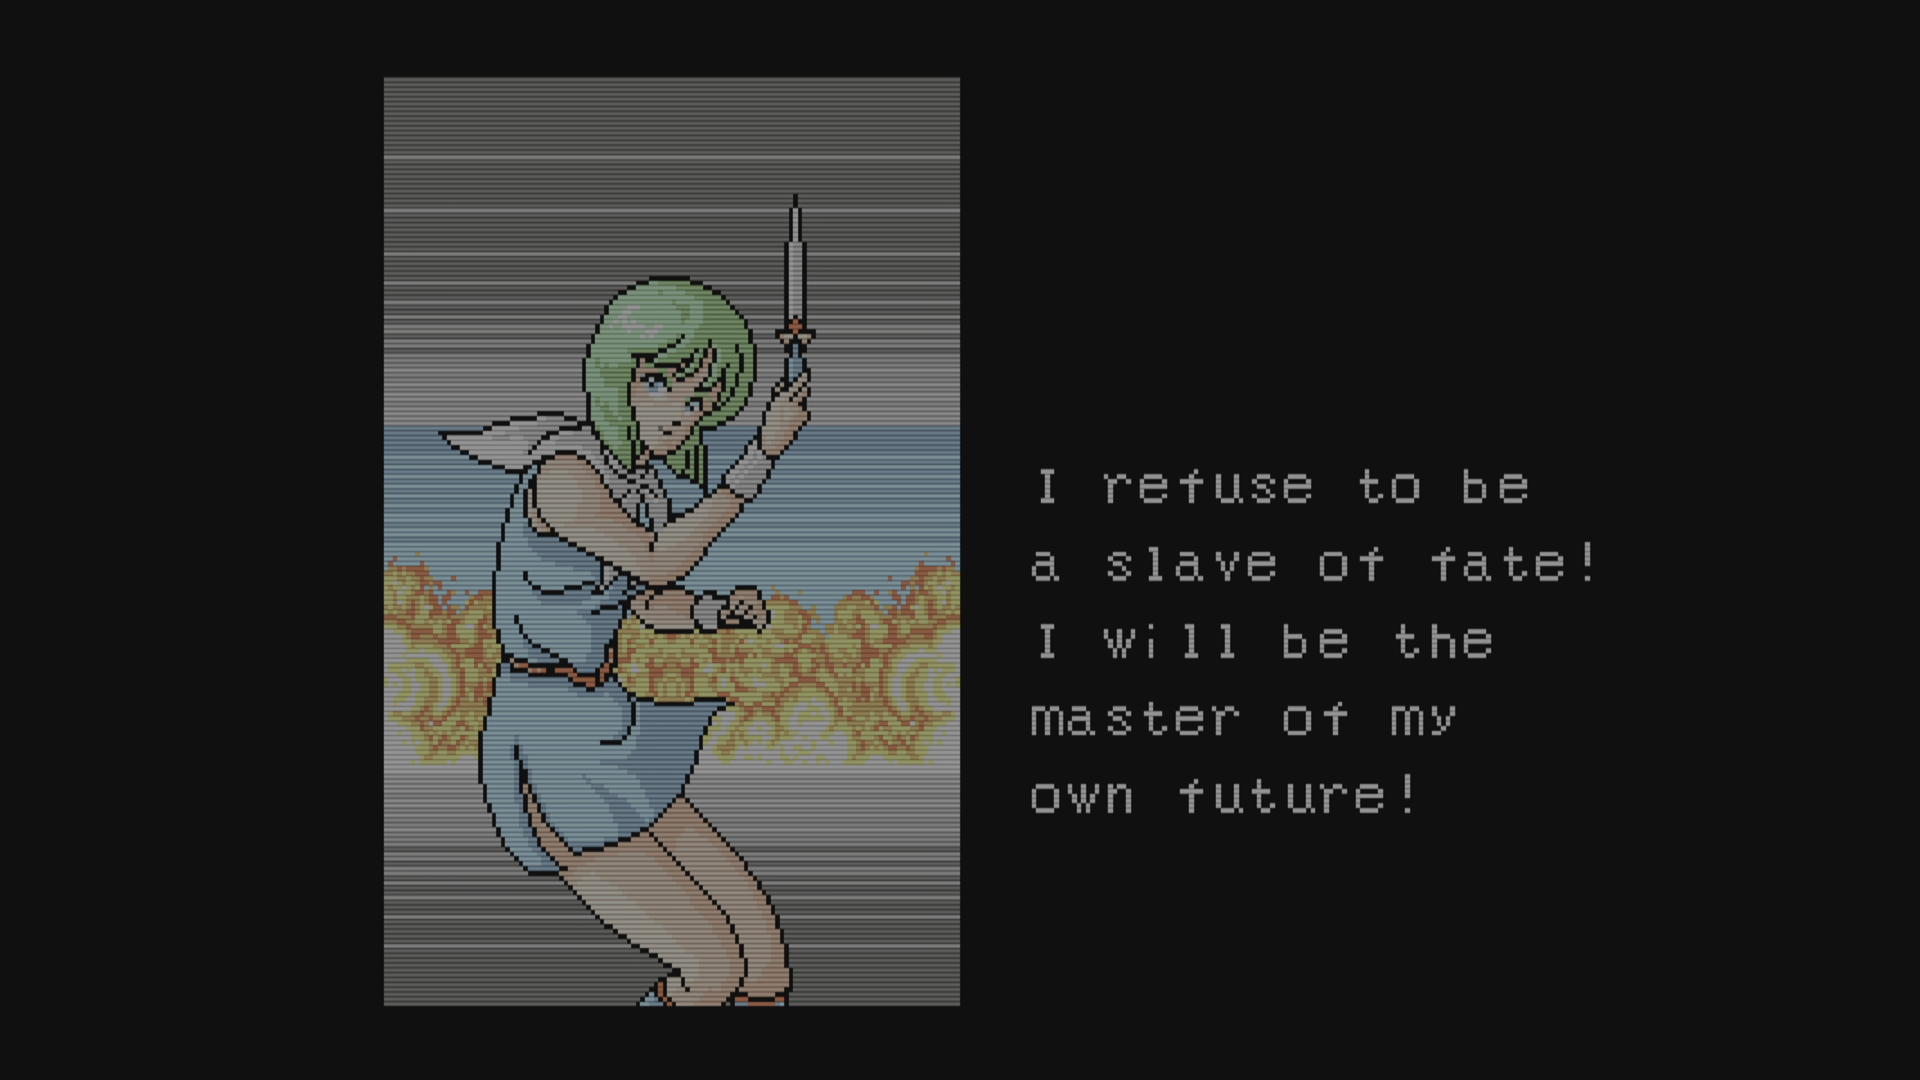 I refuse to be
a slave of fate!
I will be the
master of my
own future!